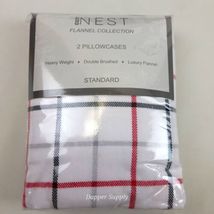 NEST
FLANNEL COLLECTION
2 PILLOWCASES
Heavy Weight • Double Brushed • Luxury Flannel
STANDARD
Dapper Supply